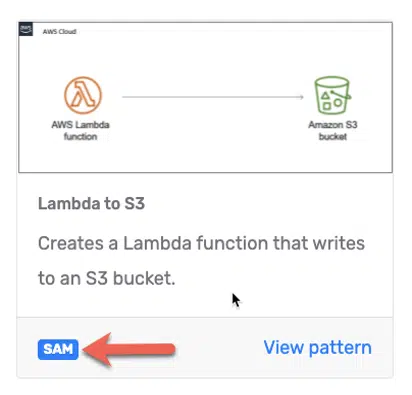 AWS Cloud
AWS Lambda
function
Amazon S3
bucket
Lambda to S3
Creates a Lambda function that writes
to an S3 bucket.
SAM
View pattern